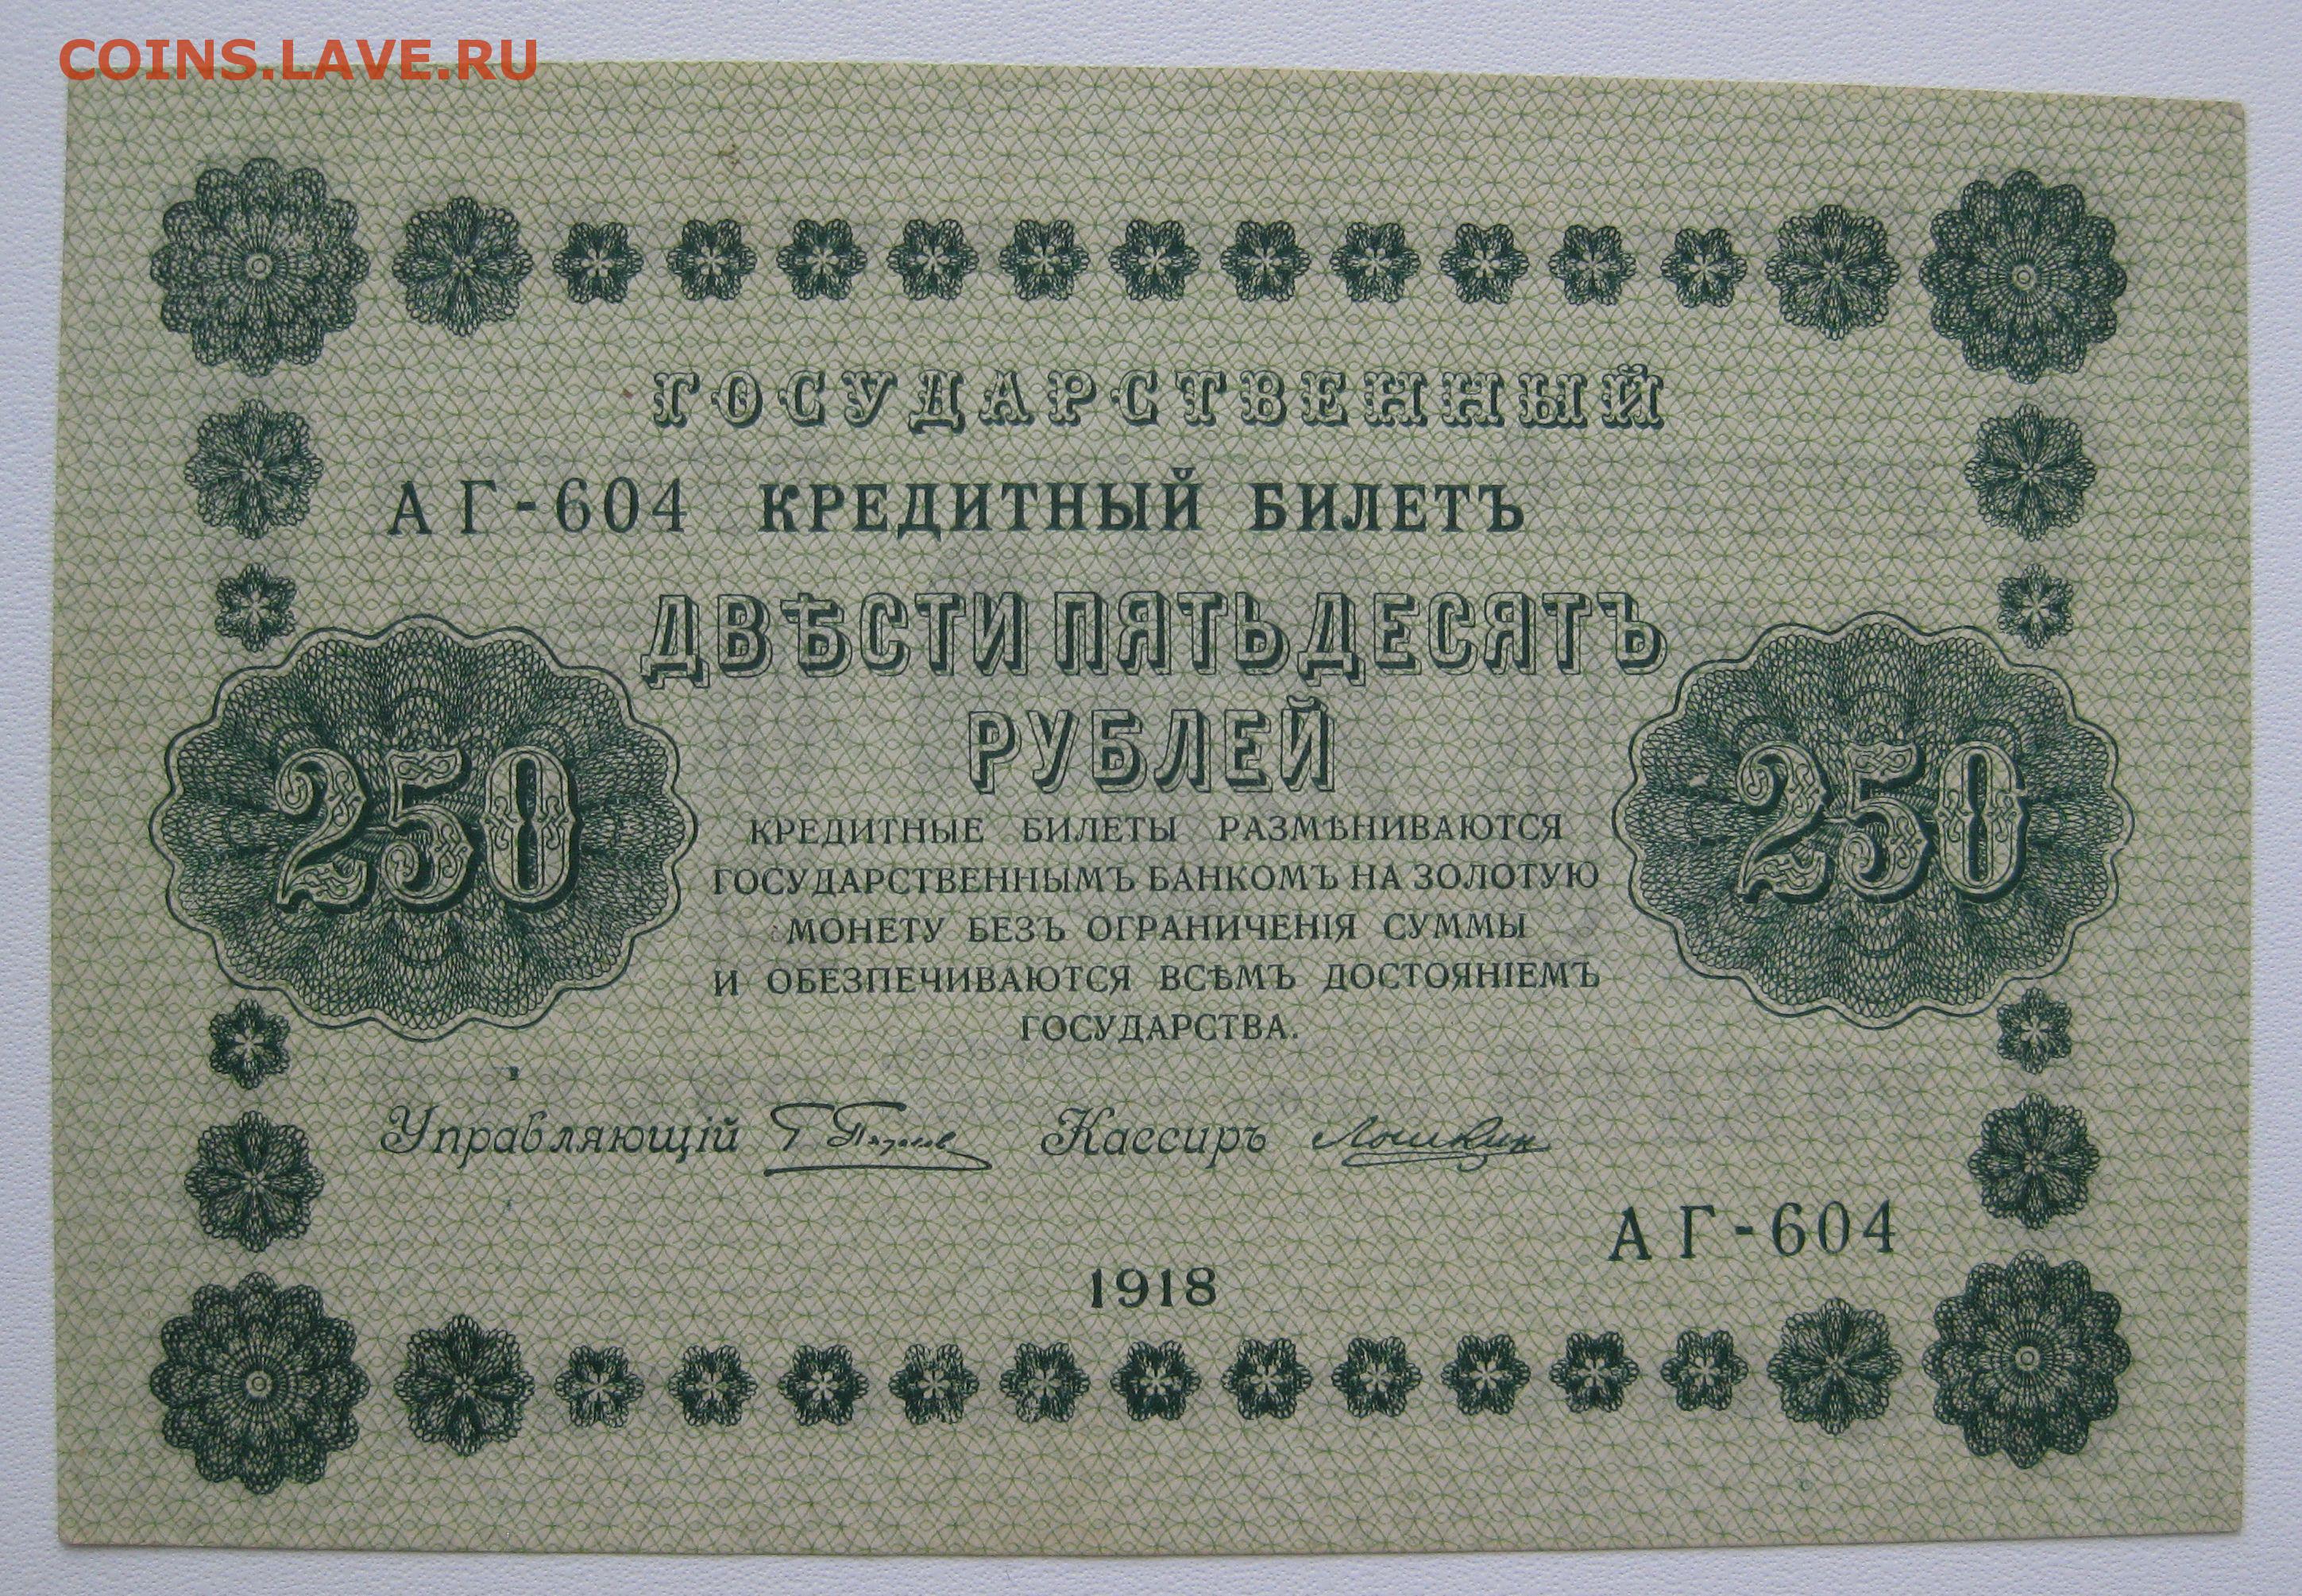 COINS.LAVE.RU
ГОСУДАРСТВЕННЫЙ
АГ-604 КРЕДИТНЫЙ БИЛЕТЪ
ДВѢСТИ ПЯТЬДЕСЯТЪ
РУБЛЕЙ
250 250
КРЕДИТНЫЕ БИЛЕТЫ РАЗМѢНИВАЮТСЯ
ГОСУДАРСТВЕННЫМЪ БАНКОМЪ НА ЗОЛОТУЮ
МОНЕТУ БЕЗЪ ОГРАНИЧЕНІЯ СУММЫ
И ОБЕЗПЕЧИВАЮТСЯ ВСѢМЪ ДОСТОЯНІЕМЪ
ГОСУДАРСТВА.
Управляющій Кассиръ
АГ-604
1918